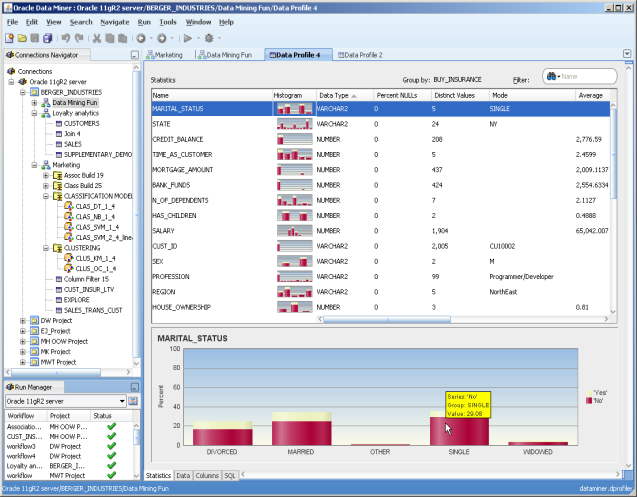 Oracle Data Miner : Oracle 11gR2 server/BERGER_INDUSTRIES/Data Mining Fun/Data Profile 4
File Edit View Search Navigate Run Tools Window Help
Connections Navigator
Marketing
Data Mining Fun
Data Profile 4
Data Profile 2
Connections
Oracle 11gR2 server
BERGER_INDUSTRIES
Data Mining Fun
Loyalty analytics
CUSTOMERS
Join 4
SALES
SUPPLEMENTARY_DEMO
Marketing
Assoc Build 19
Class Build 25
CLASSIFICATION MODEL
CLAS_DT_1_4
CLAS_NB_1_4
CLAS_SVM_1_4
CLAS_SVM_2_4_line
CLUSTERING
CLUS_KM_1_4
CLUS_OC_1_4
Column Filter 15
CUST_INSUR_LTV
EXPLORE
SALES_TRANS_CUST
DW Project
EJ_Project
MH OOW Project
MK Project
MWT Project
Run Manager
Oracle 11gR2 server
Workflow Project Status
Associatio... MH OOW P...
CUST_INS... MH OOW P...
workflow3 DW Project
workflow4 DW Project
Loyalty an... BERGER_I...
workflow MWT Project
Statistics
Group by: BUY_INSURANCE
Filter:
Name
Name Histogram Data Type Percent NULLs Distinct Values Mode Average
MARITAL_STATUS VARCHAR2 0 5 SINGLE
STATE VARCHAR2 0 24 NY
CREDIT_BALANCE NUMBER 0 208 2,776.59
TIME_AS_CUSTOMER NUMBER 0 5 2.4599
MORTGAGE_AMOUNT NUMBER 0 437 2,009.1137
BANK_FUNDS NUMBER 0 424 2,554.6334
N_OF_DEPENDENTS NUMBER 0 7 2.1127
HAS_CHILDREN NUMBER 0 2 0.4888
SALARY NUMBER 0 1,904 65,042.007
CUST_ID VARCHAR2 0 2,005 CU10002
SEX VARCHAR2 0 2 M
PROFESSION VARCHAR2 0 99 Programmer/Developer
REGION VARCHAR2 0 5 NorthEast
HOUSE_OWNERSHIP NUMBER 0 3 0.81
MARITAL_STATUS
100
80
60
40
20
0
Percent
Series: 'No'
Group: SINGLE
Value: 29.08
'Yes'
'No'
DIVORCED MARRIED OTHER SINGLE WIDOWED
Statistics Data Columns SQL
Oracle 11gR2 server/BERGER_INDUSTRIES/Data Mining Fun
dataminer.dprofiler